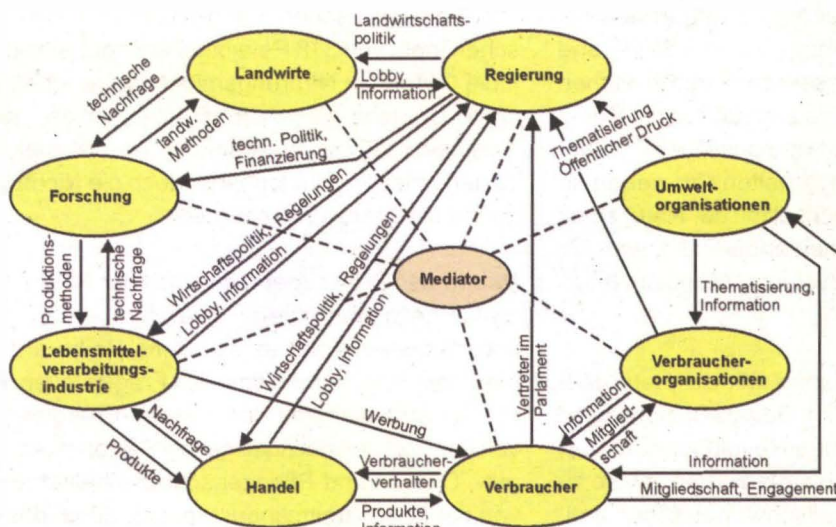 Landwirtschafts-
politik
Landwirte
Regierung
Lobby,
Information
technische
Nachfrage
landw.
Methoden
techn. Politik,
Finanzierung
Thematisierung
Öffentlicher Druck
Forschung
Umwelt-
organisationen
Wirtschaftspolitik, Regelungen
Lobby, Information
Wirtschaftspolitik, Regelungen
Lobby, Information
Mediator
Produktions-
methoden
technische
Nachfrage
Thematisierung,
Information
Lebensmittel-
verarbeitungs-
industrie
Vertreter im
Parlament
Verbraucher-
organisationen
Werbung
Information
Mitglied-
schaft
Nachfrage
Produkte
Verbraucher-
verhalten
Information
Handel
Verbraucher
Mitgliedschaft, Engagement
Produkte,
Information